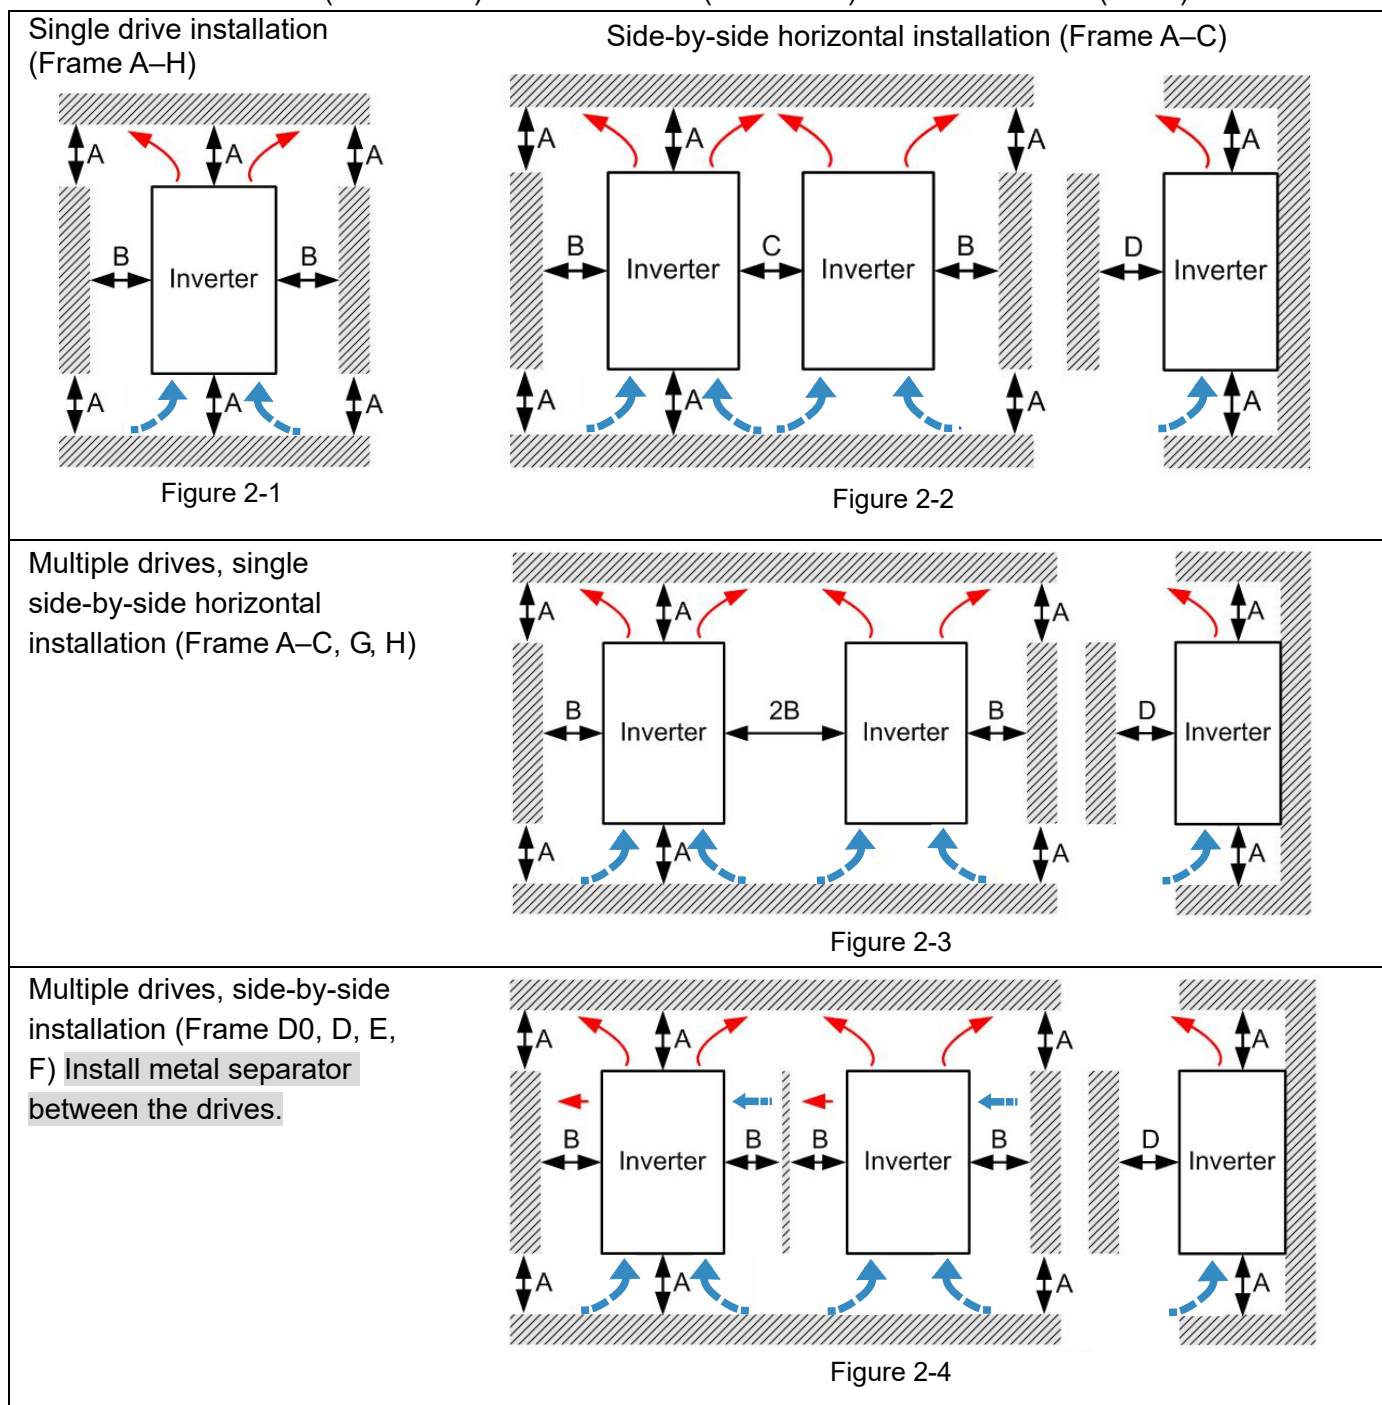 Single drive installation
(Frame A–H)
Side-by-side horizontal installation (Frame A–C)
A
A
A
B
B
Inverter
A
A
A
Figure 2-1
A
A
A
A
B
C
B
D
Inverter
Inverter
Inverter
A
A
A
A
Figure 2-2
Multiple drives, single
side-by-side horizontal
installation (Frame A–C, G, H)
A
A
A
A
B
2B
B
D
Inverter
Inverter
Inverter
A
A
A
A
Figure 2-3
Multiple drives, side-by-side
installation (Frame D0, D, E,
F) Install metal separator
between the drives.
A
A
A
A
B
B
B
B
D
Inverter
Inverter
Inverter
A
A
A
A
Figure 2-4